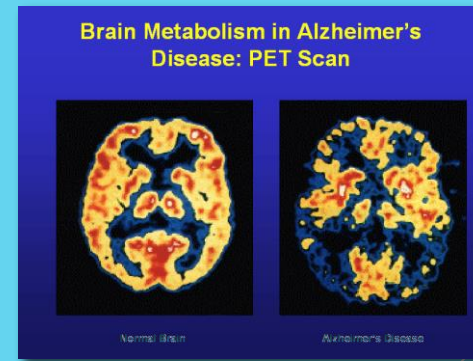 Brain Metabolism in Alzheimer's
Disease: PET Scan
Normal Brain
Alzheimer's Disease